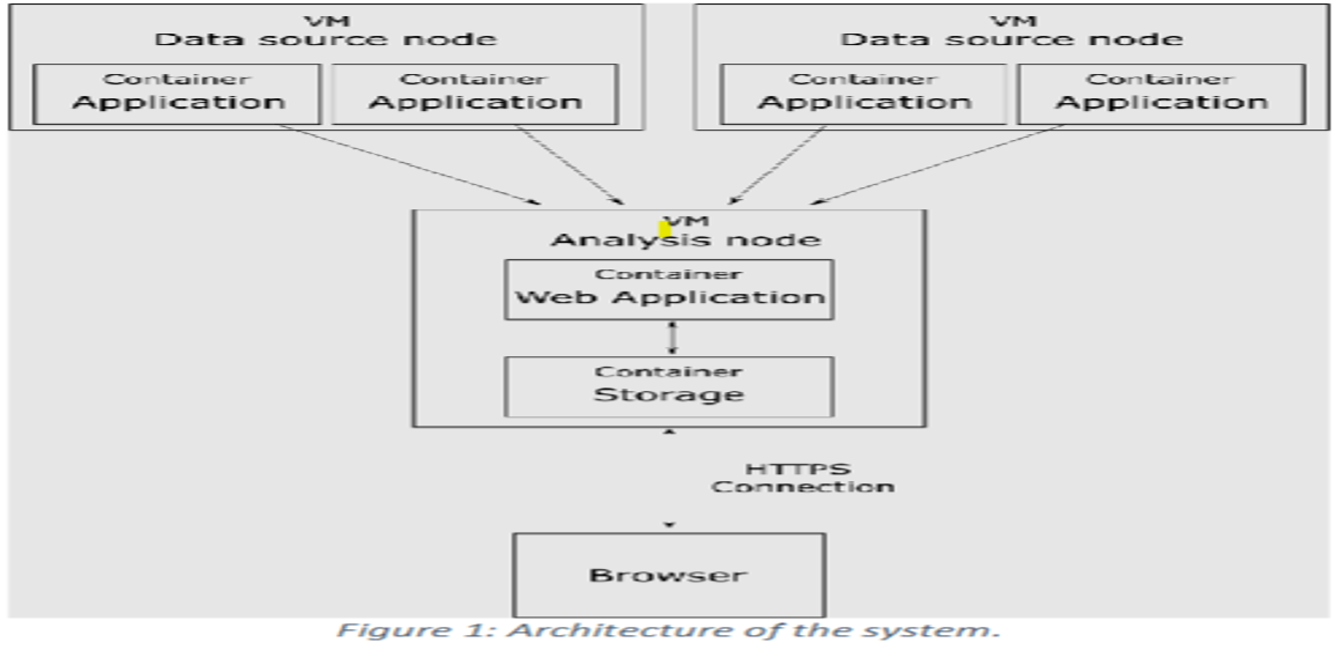 VM
Data source node
Container
Application
Container
Application
VM
Data source node
Container
Application
Container
Application
VM
Analysis node
Container
Web Application
Container
Storage
HTTPS
Connection
Browser
Figure 1: Architecture of the system.